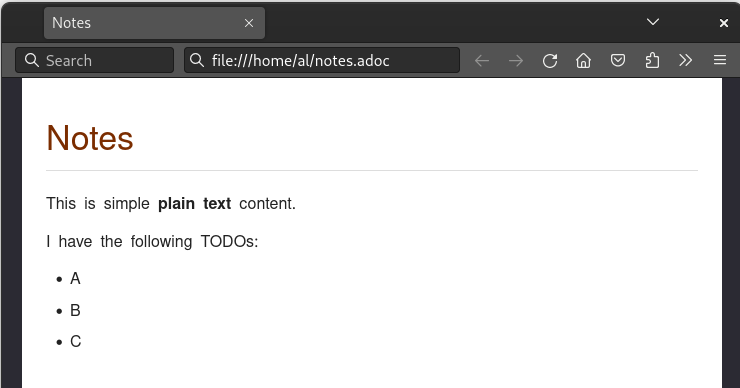 Notes
Search
file:///home/al/notes.adoc
Notes
This is simple plain text content.
I have the following TODOs:
• A
• B
• C